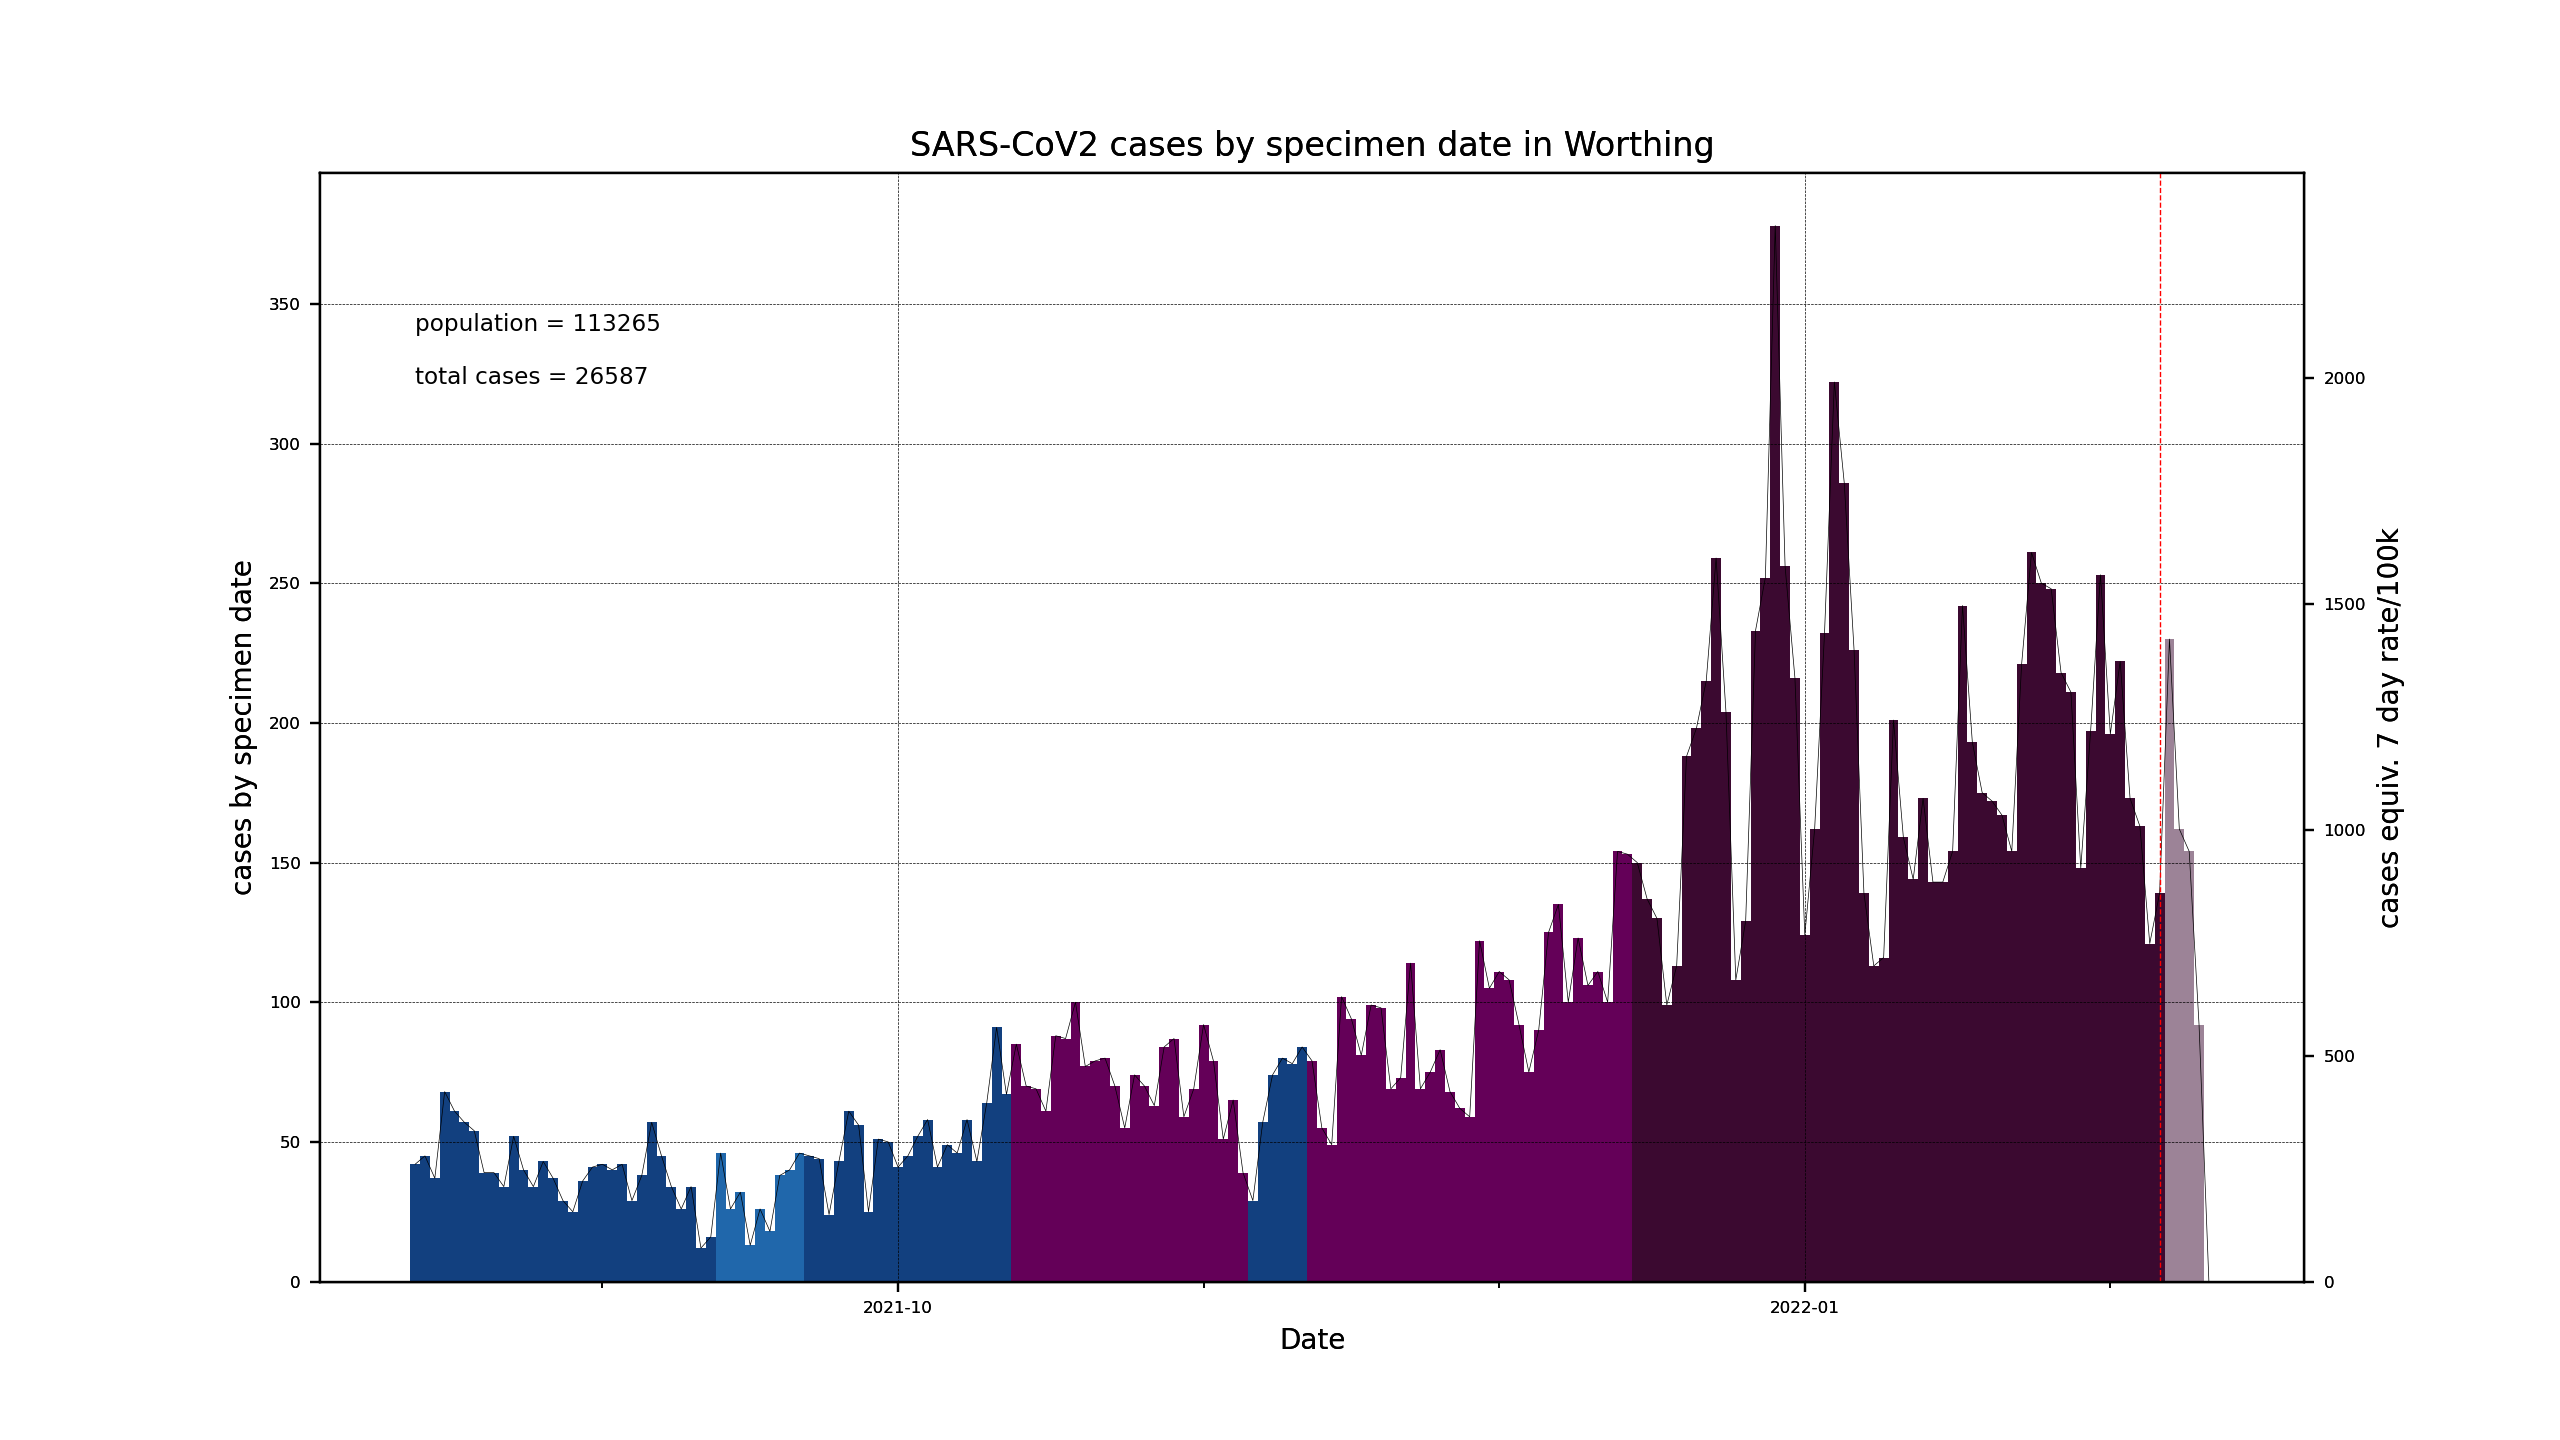 SARS-CoV2 cases by specimen date in Worthing
population = 113265
total cases = 26587
cases by specimen date
350
300
250
200
150
100
50
0
2000
1500
1000
500
0
cases equiv. 7 day rate/100k
2021-10
2022-01
Date